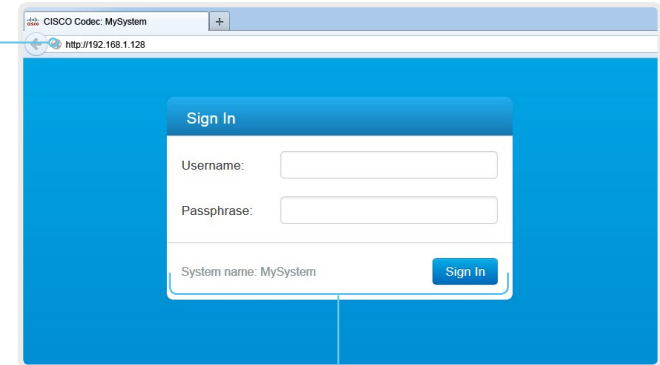 CISCO Codec: MySystem
+
http://192.168.1.128
Sign In
Username:
Passphrase:
System name: MySystem
Sign In